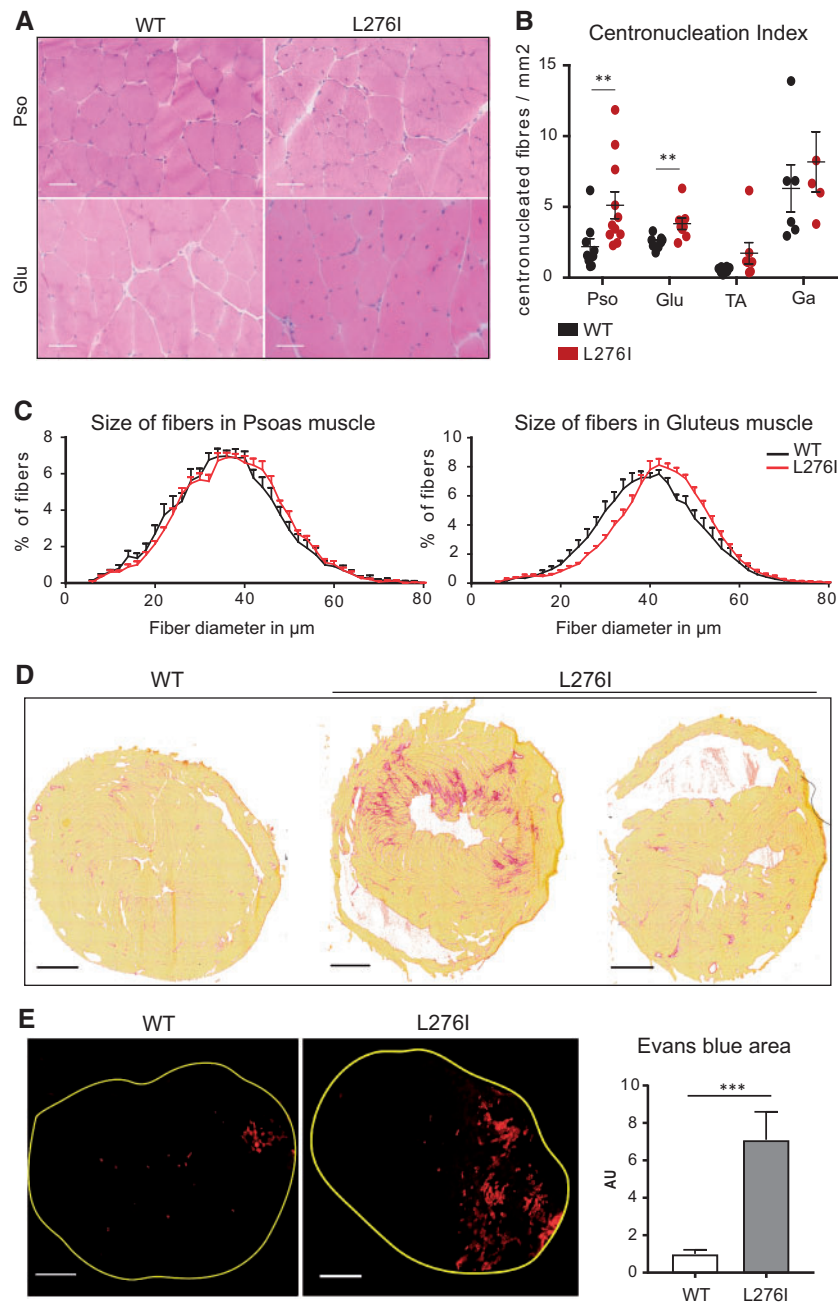 A
WT
L276I
Pso
Glu
B
Centronucleation Index
centronucleated fibres / mm2
15
10
5
0
**
**
Pso
Glu
TA
Ga
WT
L276I
C
Size of fibers in Psoas muscle
% of fibers
8
6
4
2
0
0
20
40
60
80
Fiber diameter in µm
Size of fibers in Gluteus muscle
WT
L276I
% of fibers
10
8
6
4
2
0
0
20
40
60
80
Fiber diameter in µm
D
WT
L276I
E
WT
L276I
Evans blue area
***
AU
10
8
6
4
2
0
WT
L276I